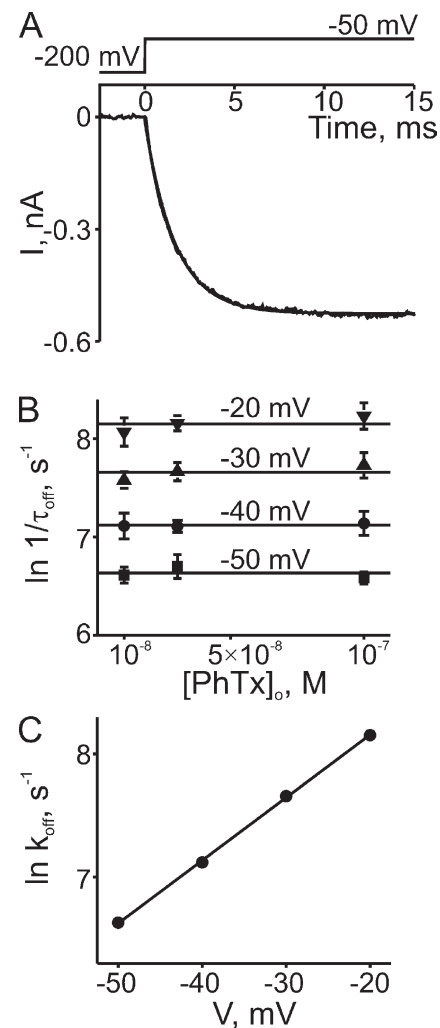 A
-50 mV
-200 mV
0 5 10 15
Time, ms
0
-0.3
-0.6
I, nA
B
-20 mV
-30 mV
-40 mV
-50 mV
8
7
6
ln 1/τoff, s⁻¹
10⁻⁸ 5×10⁻⁸ 10⁻⁷
[PhTx]ₒ, M
C
8
7
ln koff, s⁻¹
-50 -40 -30 -20
V, mV